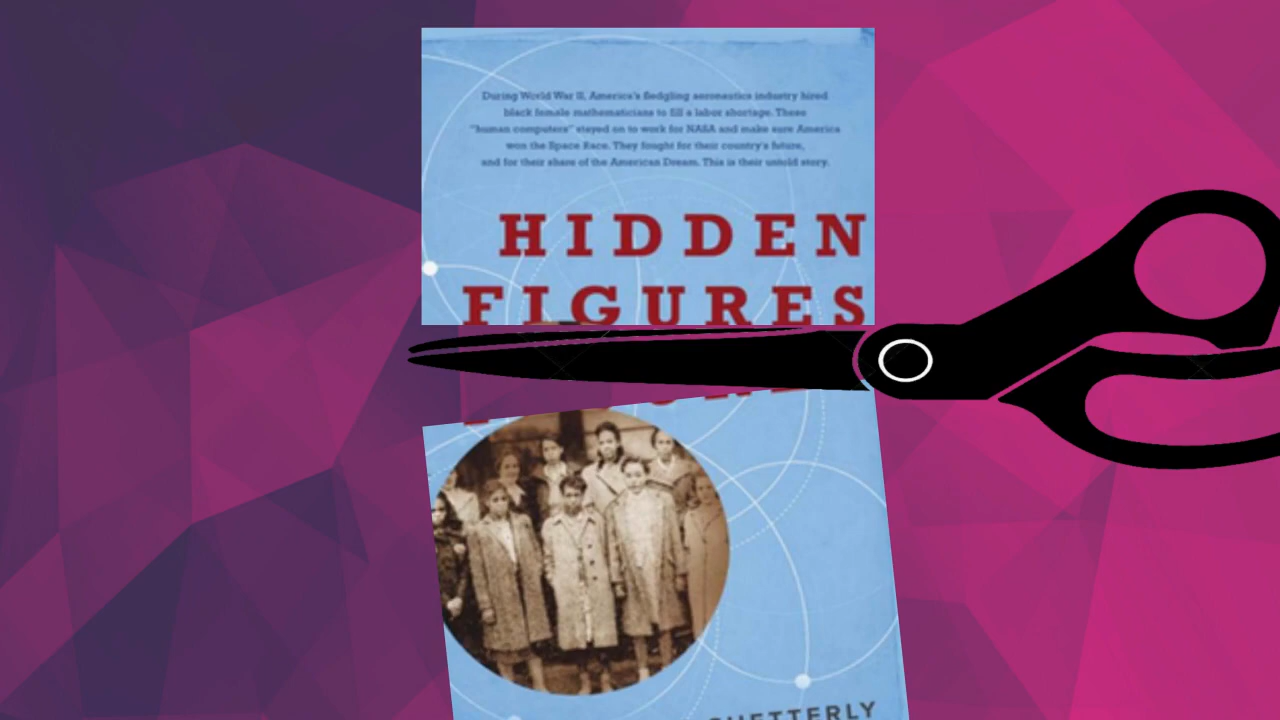 During World War II, America's fledgling aeronautics industry hired
black female mathematicians to fill a labor shortage. These
"human computers" stayed on to work for NASA and make sure America
won the Space Race. They fought for their country's future,
and for their share of the American Dream. This is their untold story.
HIDDEN
FIGURES
HETTERLY